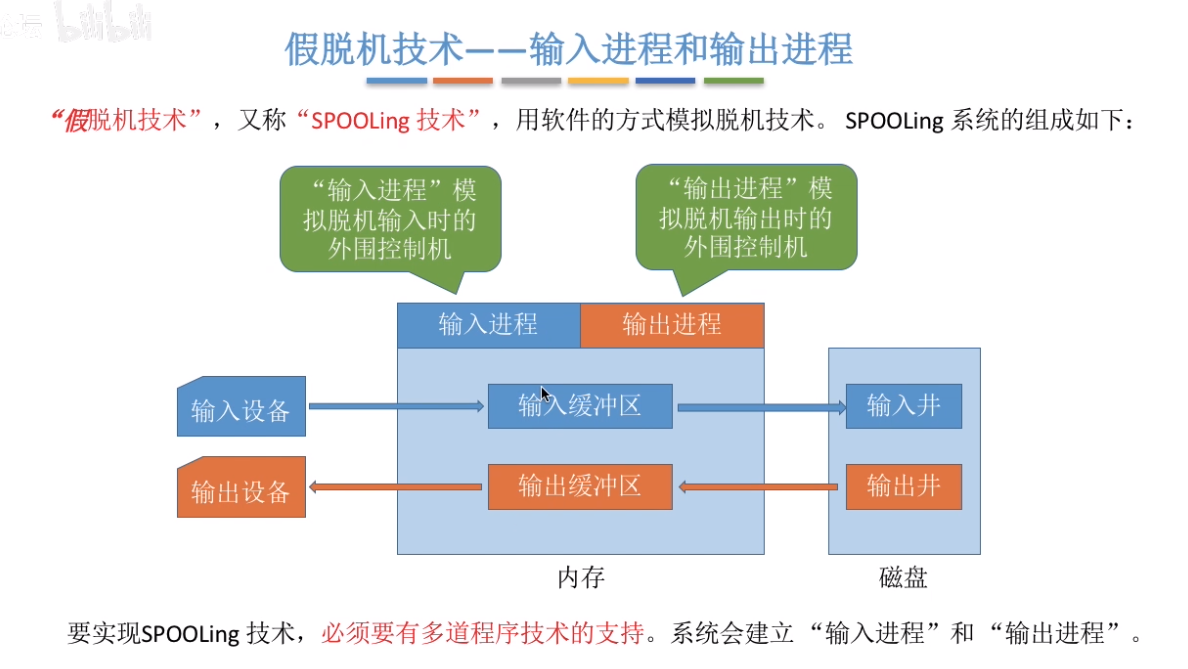 bilibili
假脱机技术——输入进程和输出进程
“假脱机技术”，又称“SPOOLing 技术”，用软件的方式模拟脱机技术。 SPOOLing 系统的组成如下：
“输入进程”模
拟脱机输入时的
外围控制机
“输出进程”模
拟脱机输出时的
外围控制机
输入进程
输出进程
输入设备
输入缓冲区
输入井
输出设备
输出缓冲区
输出井
内存
磁盘
要实现SPOOLing 技术，必须要有多道程序技术的支持。系统会建立 “输入进程”和 “输出进程”。